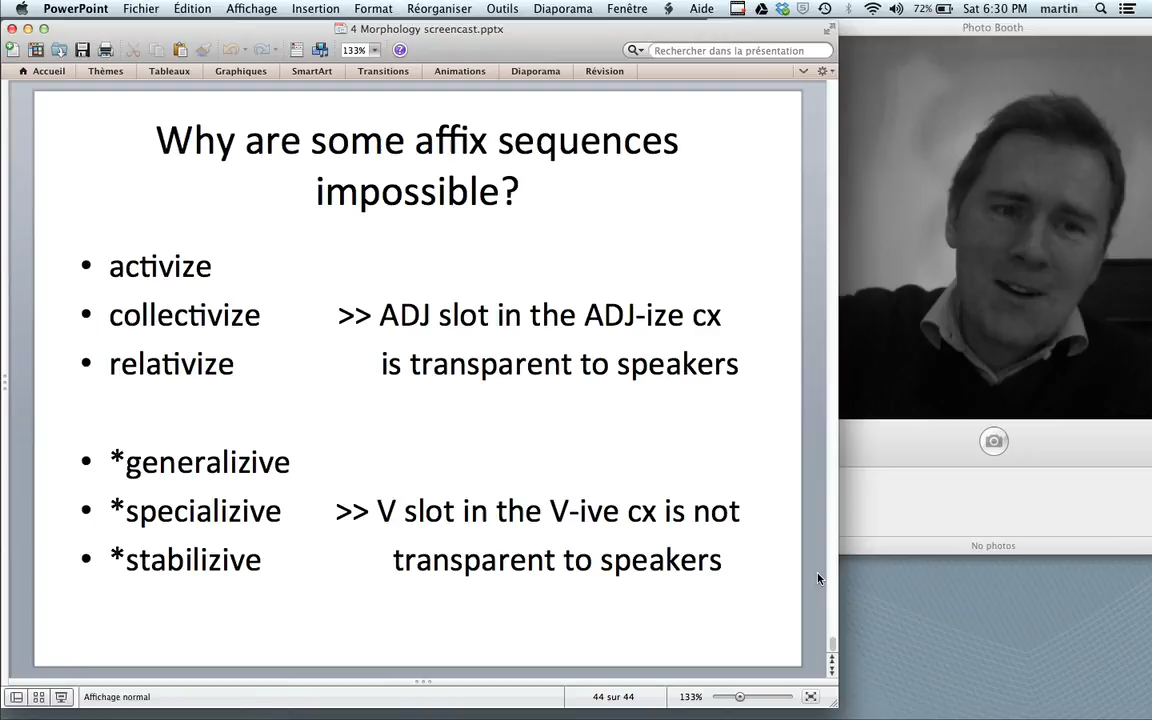 PowerPoint Fichier Édition Affichage Insertion Format Réorganiser Outils Diaporama Fenêtre Aide 72% Sat 6:30 PM martin
4 Morphology screencast.pptx
Photo Booth
133% Rechercher dans la présentation
Accueil Thèmes Tableaux Graphiques SmartArt Transitions Animations Diaporama Révision
Why are some affix sequences
impossible?
• activize
• collectivize >> ADJ slot in the ADJ-ize cx
• relativize is transparent to speakers
• *generalizive
• *specializive >> V slot in the V-ive cx is not
• *stabilizive transparent to speakers
No photos
Affichage normal 44 sur 44 133%